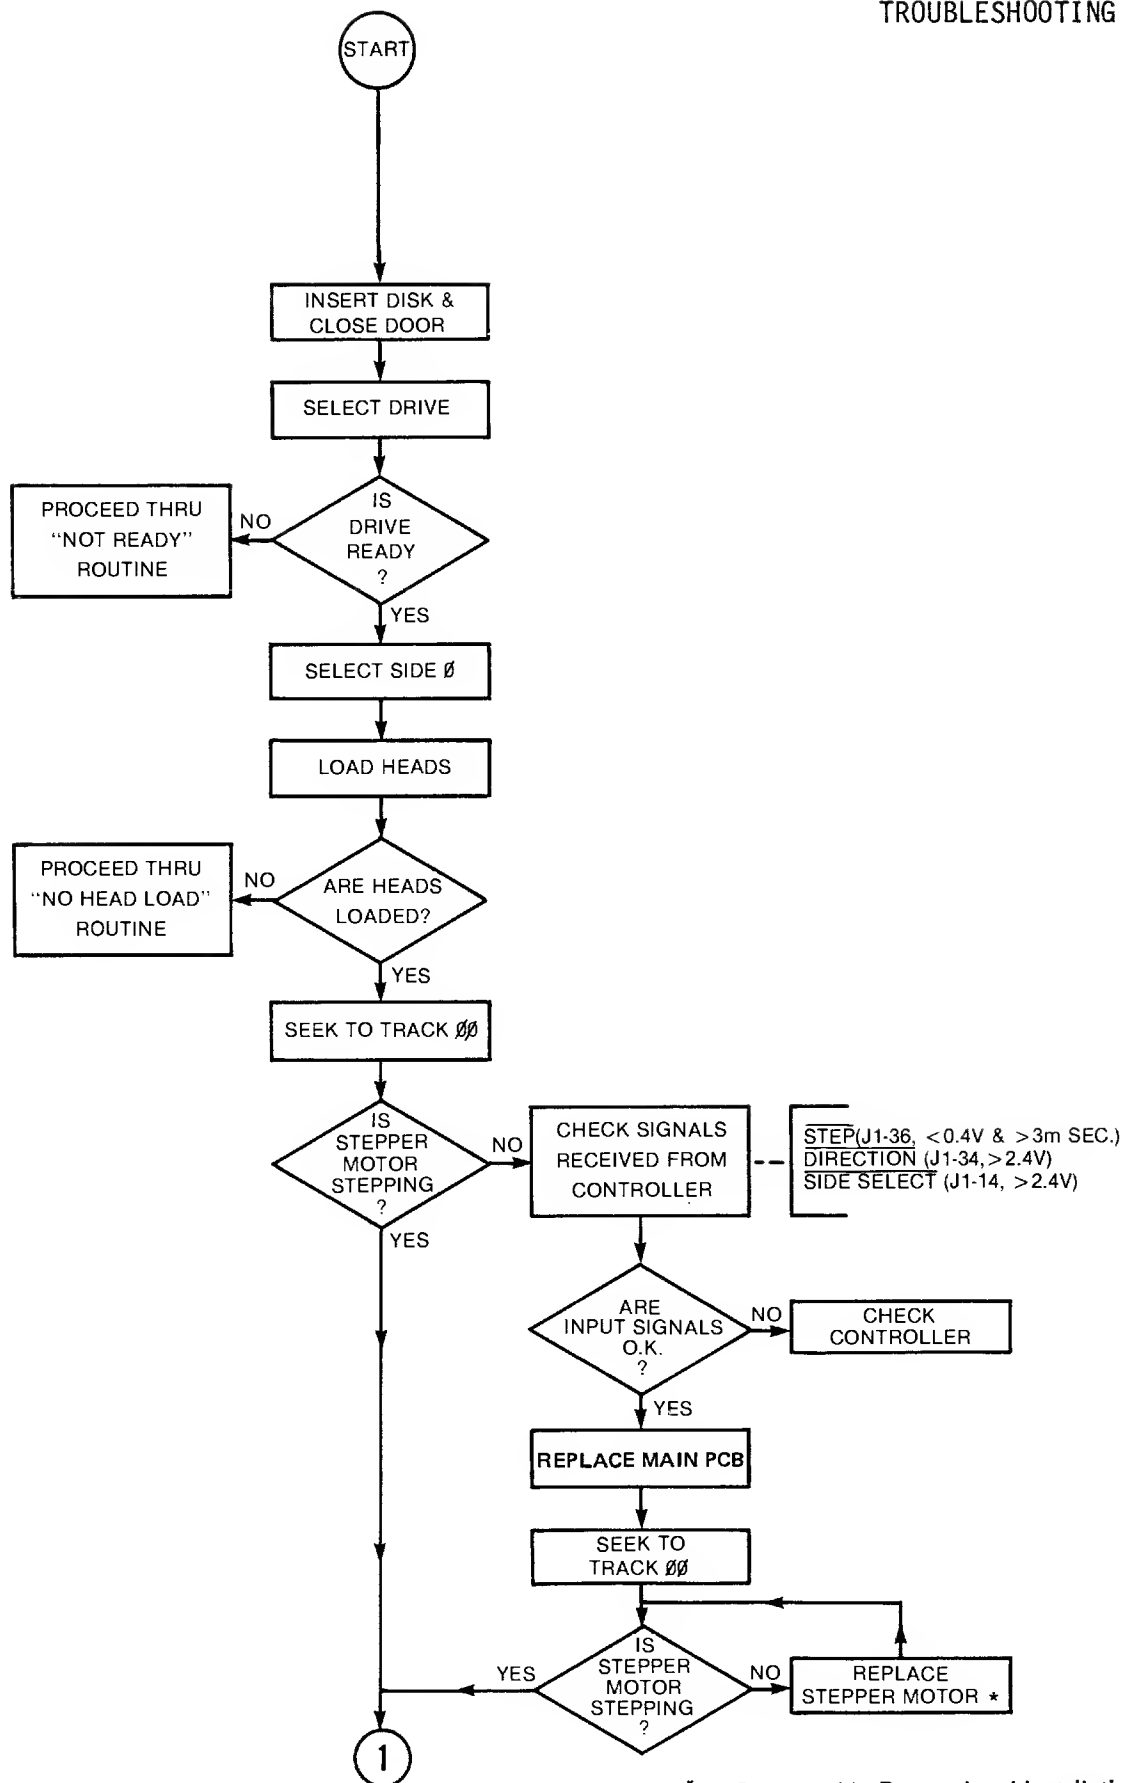 TROUBLESHOOTING
START
INSERT DISK &
CLOSE DOOR
SELECT DRIVE
IS
DRIVE
READY
?
NO
PROCEED THRU
“NOT READY”
ROUTINE
YES
SELECT SIDE Ø
LOAD HEADS
ARE HEADS
LOADED?
NO
PROCEED THRU
“NO HEAD LOAD”
ROUTINE
YES
SEEK TO TRACK ØØ
IS
STEPPER
MOTOR
STEPPING
?
NO
CHECK SIGNALS
RECEIVED FROM
CONTROLLER
STEP(J1-36, <0.4V & >3m SEC.)
DIRECTION (J1-34,>2.4V)
SIDE SELECT (J1-14, >2.4V)
YES
ARE
INPUT SIGNALS
O.K.
?
NO
CHECK
CONTROLLER
YES
REPLACE MAIN PCB
SEEK TO
TRACK ØØ
IS
STEPPER
MOTOR
STEPPING
?
YES
NO
REPLACE
STEPPER MOTOR *
1